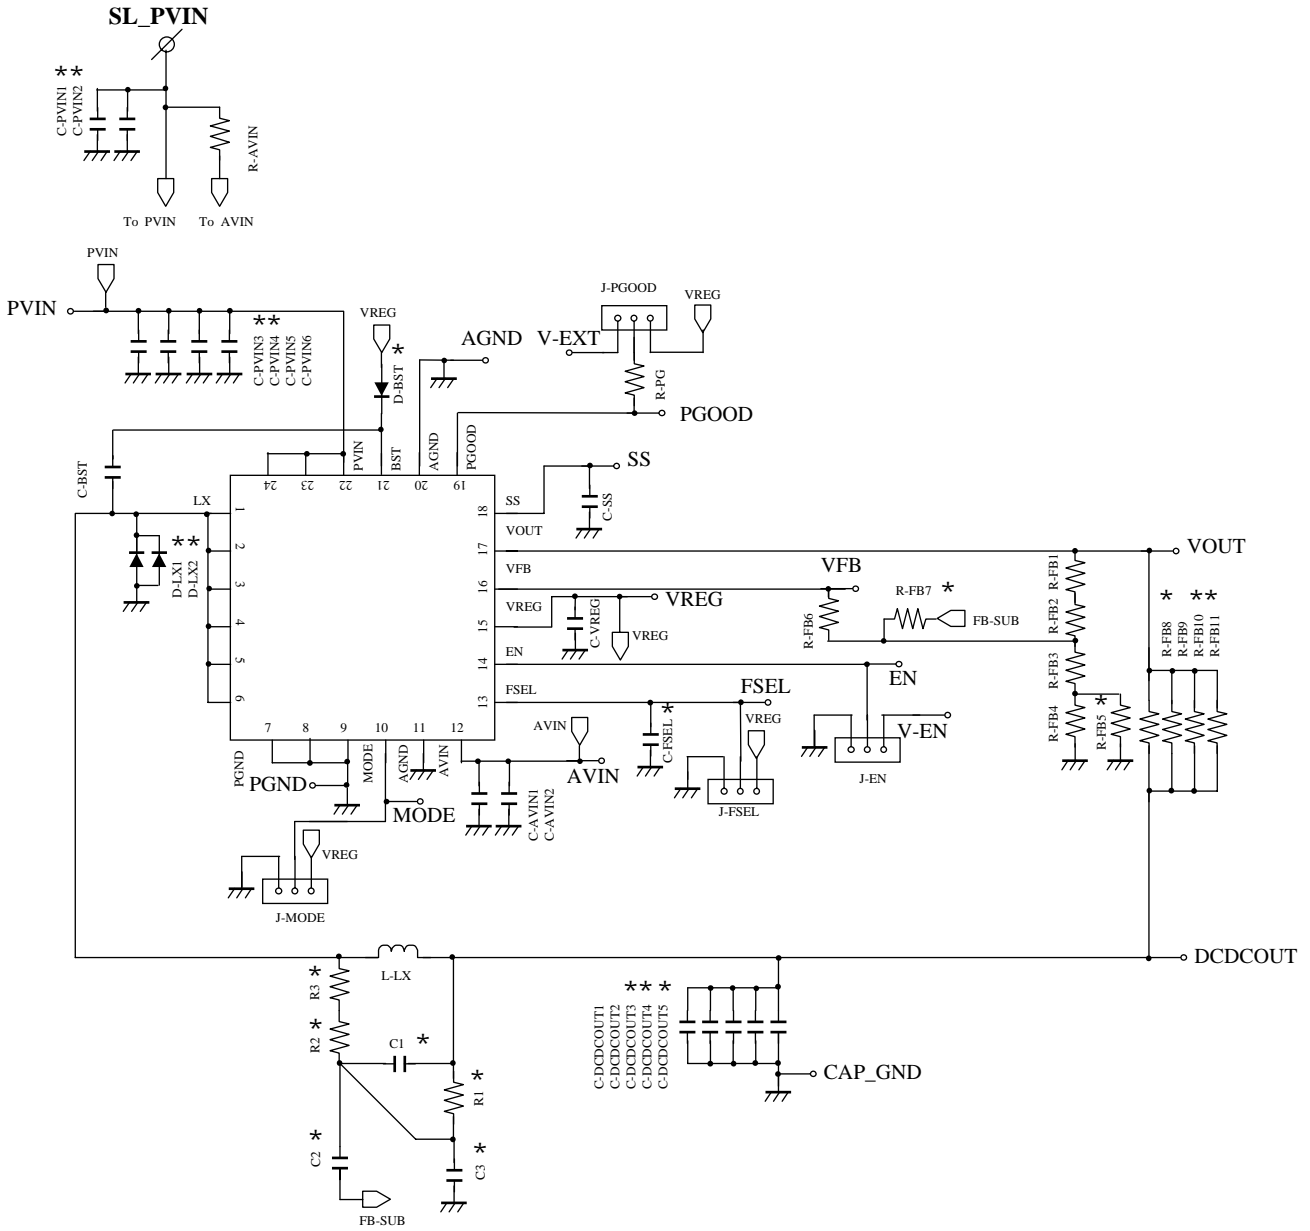 SL_PVIN
**
C-PVIN1
C-PVIN2
R-AVIN
To PVIN
To AVIN
PVIN
PVIN
**
C-PVIN3
C-PVIN4
C-PVIN5
C-PVIN6
VREG
*
D-BST
AGND
V-EXT
J-PGOOD
VREG
R-PG
PGOOD
C-BST
PVIN
BST
AGND
PGOOD
24
23
22
21
20
19
SS
C-SS
LX
1
2
3
4
5
6
**
D-LX1
D-LX2
SS
18
VOUT
17
VFB
16
VREG
15
EN
14
FSEL
13
VFB
VREG
C-VREG
VREG
R-FB6
R-FB7
*
FB-SUB
R-FB1
R-FB2
R-FB3
R-FB4
*
R-FB5
VOUT
*
**
R-FB8
R-FB9
R-FB10
R-FB11
EN
V-EN
J-EN
FSEL
*
C-FSEL
VREG
J-FSEL
7
8
9
10
11
12
PGND
MODE
AGND
AVIN
PGND
AVIN
AVIN
C-AVIN1
C-AVIN2
MODE
VREG
J-MODE
L-LX
DCDCOUT
*
R3
*
R2
C1
*
*
R1
*
C2
*
C3
FB-SUB
***
*
C-DCDCOUT1
C-DCDCOUT2
C-DCDCOUT3
C-DCDCOUT4
C-DCDCOUT5
CAP_GND